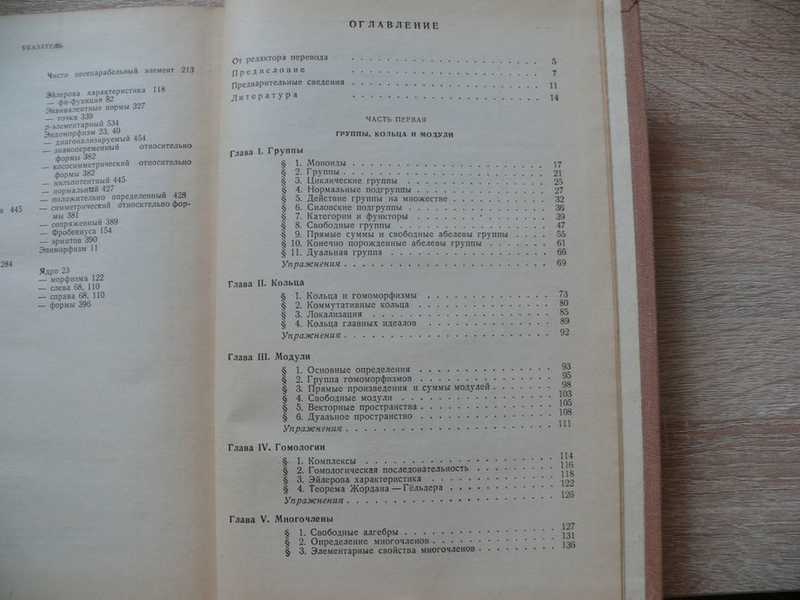 УКАЗАТЕЛЬ
Чисто несепарабельный элемент 213
Эйлерова характеристика 118
— фи-функция 82
Эквивалентные нормы 327
— точка 339
p-элементарный 534
Эндоморфизм 23, 49
— диагонализируемый 454
— знакопеременный относительно
формы 382
— кососимметрический относительно
формы 382
— нильпотентный 445
— нормальный 427
— положительно определенный 428
— симметрический относительно фор-
мы 381
— сопряженный 389
— Фробениуса 154
— эрмитов 390
Эпиморфизм 11
Ядро 23
— морфизма 122
— слева 68, 110
— справа 68, 110
— формы 396
445
284
ОГЛАВЛЕНИЕ
От редактора перевода 5
Предисловие 7
Предварительные сведения 11
Литература 14
ЧАСТЬ ПЕРВАЯ
ГРУППЫ, КОЛЬЦА И МОДУЛИ
Глава I. Группы
§ 1. Моноиды 17
§ 2. Группы 21
§ 3. Циклические группы 25
§ 4. Нормальные подгруппы 27
§ 5. Действие группы на множестве 32
§ 6. Силовские подгруппы 36
§ 7. Категории и функторы 39
§ 8. Свободные группы 47
§ 9. Прямые суммы и свободные абелевы группы 55
§ 10. Конечно порожденные абелевы группы 61
§ 11. Дуальная группа 66
Упражнения 69
Глава II. Кольца
§ 1. Кольца и гомоморфизмы 73
§ 2. Коммутативные кольца 80
§ 3. Локализация 85
§ 4. Кольца главных идеалов 89
Упражнения 92
Глава III. Модули
§ 1. Основные определения 93
§ 2. Группа гомоморфизмов 95
§ 3. Прямые произведения и суммы модулей 98
§ 4. Свободные модули 103
§ 5. Векторные пространства 105
§ 6. Дуальное пространство 108
Упражнения 111
Глава IV. Гомологии
§ 1. Комплексы 114
§ 2. Гомологическая последовательность 116
§ 3. Эйлерова характеристика 118
§ 4. Теорема Жордана — Гёльдера 122
Упражнения 126
Глава V. Многочлены
§ 1. Свободные алгебры 127
§ 2. Определение многочленов 131
§ 3. Элементарные свойства многочленов 136